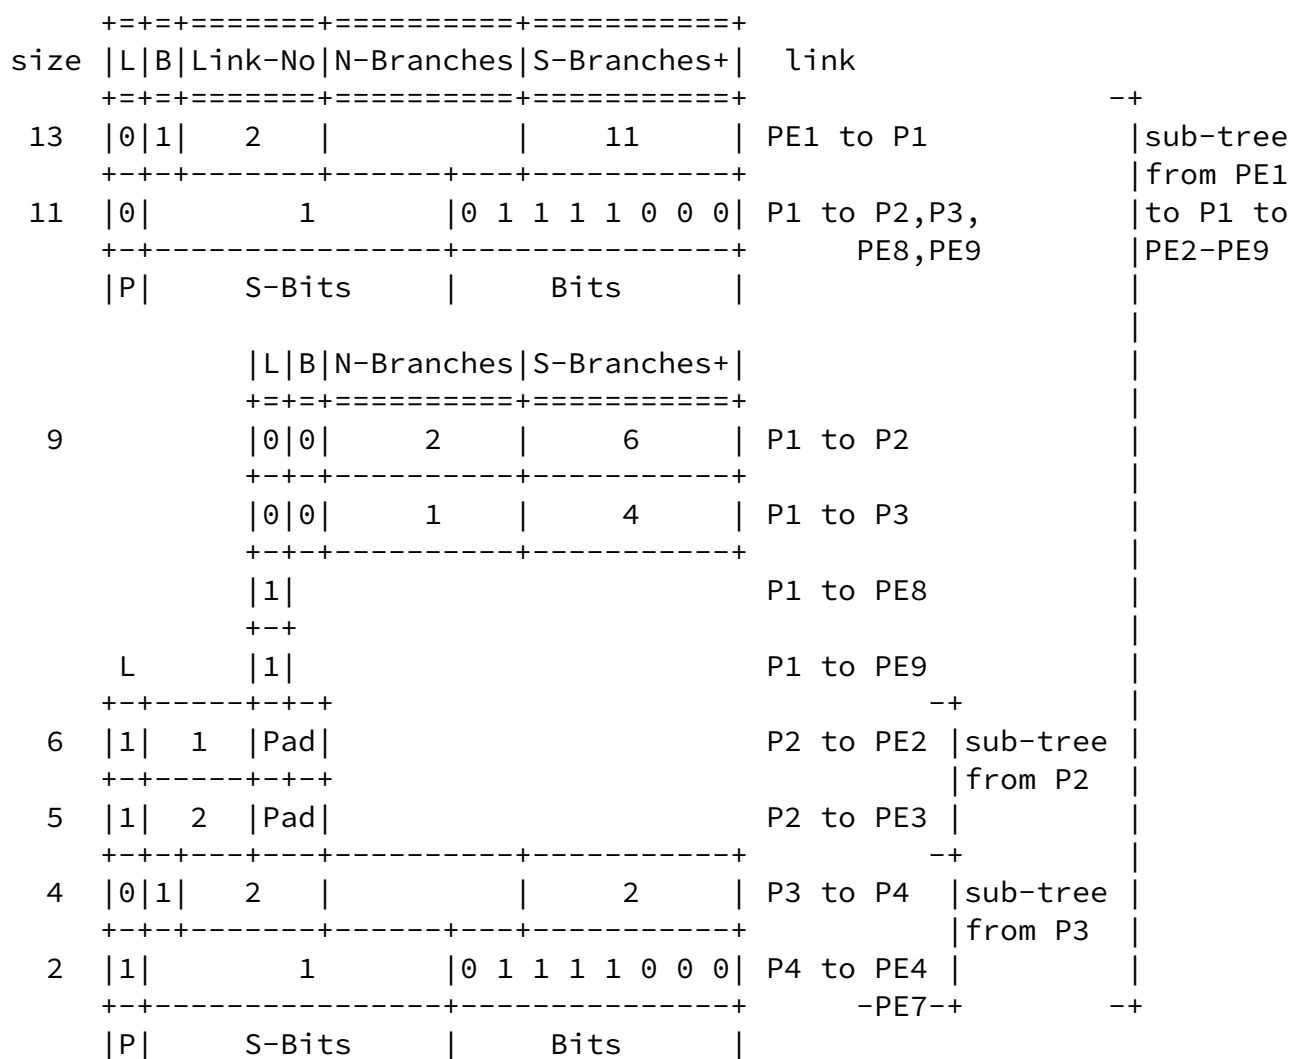 +=+=+=======+==========+===========+
size |L|B|Link-No|N-Branches|S-Branches+|  link
     +=+=+=======+==========+===========+                    -+
 13  |0|1|   2   |          |    11     | PE1 to P1           |sub-tree
     +-+-+-------+------+---+-----------+                     |from PE1
 11  |0|        1       |0 1 1 1 1 0 0 0| P1 to P2,P3,        |to P1 to
     +-+----------------+---------------+      PE8,PE9        |PE2-PE9
     |P|     S-Bits     |     Bits      |                     |
                                                              |
             |L|B|N-Branches|S-Branches+|                     |
             +=+=+==========+===========+                     |
  9          |0|0|     2    |     6     | P1 to P2            |
             +-+-+----------+-----------+                     |
             |0|0|     1    |     4     | P1 to P3            |
             +-+-+----------+-----------+                     |
             |1|                          P1 to PE8           |
             +-+                                              |
      L      |1|                          P1 to PE9           |
     +-+-----+-+-+                                 -+         |
  6  |1|  1  |Pad|                        P2 to PE2 |sub-tree |
     +-+-----+-+-+                                  |from P2  |
  5  |1|  2  |Pad|                        P2 to PE3 |         |
     +-+-+---+---+----------+-----------+          -+         |
  4  |0|1|   2   |          |     2     | P3 to P4  |sub-tree |
     +-+-+-------+------+---+-----------+           |from P3  |
  2  |1|        1       |0 1 1 1 1 0 0 0| P4 to PE4 |         |
     +-+----------------+---------------+      -PE7-+        -+
     |P|     S-Bits     |     Bits      |